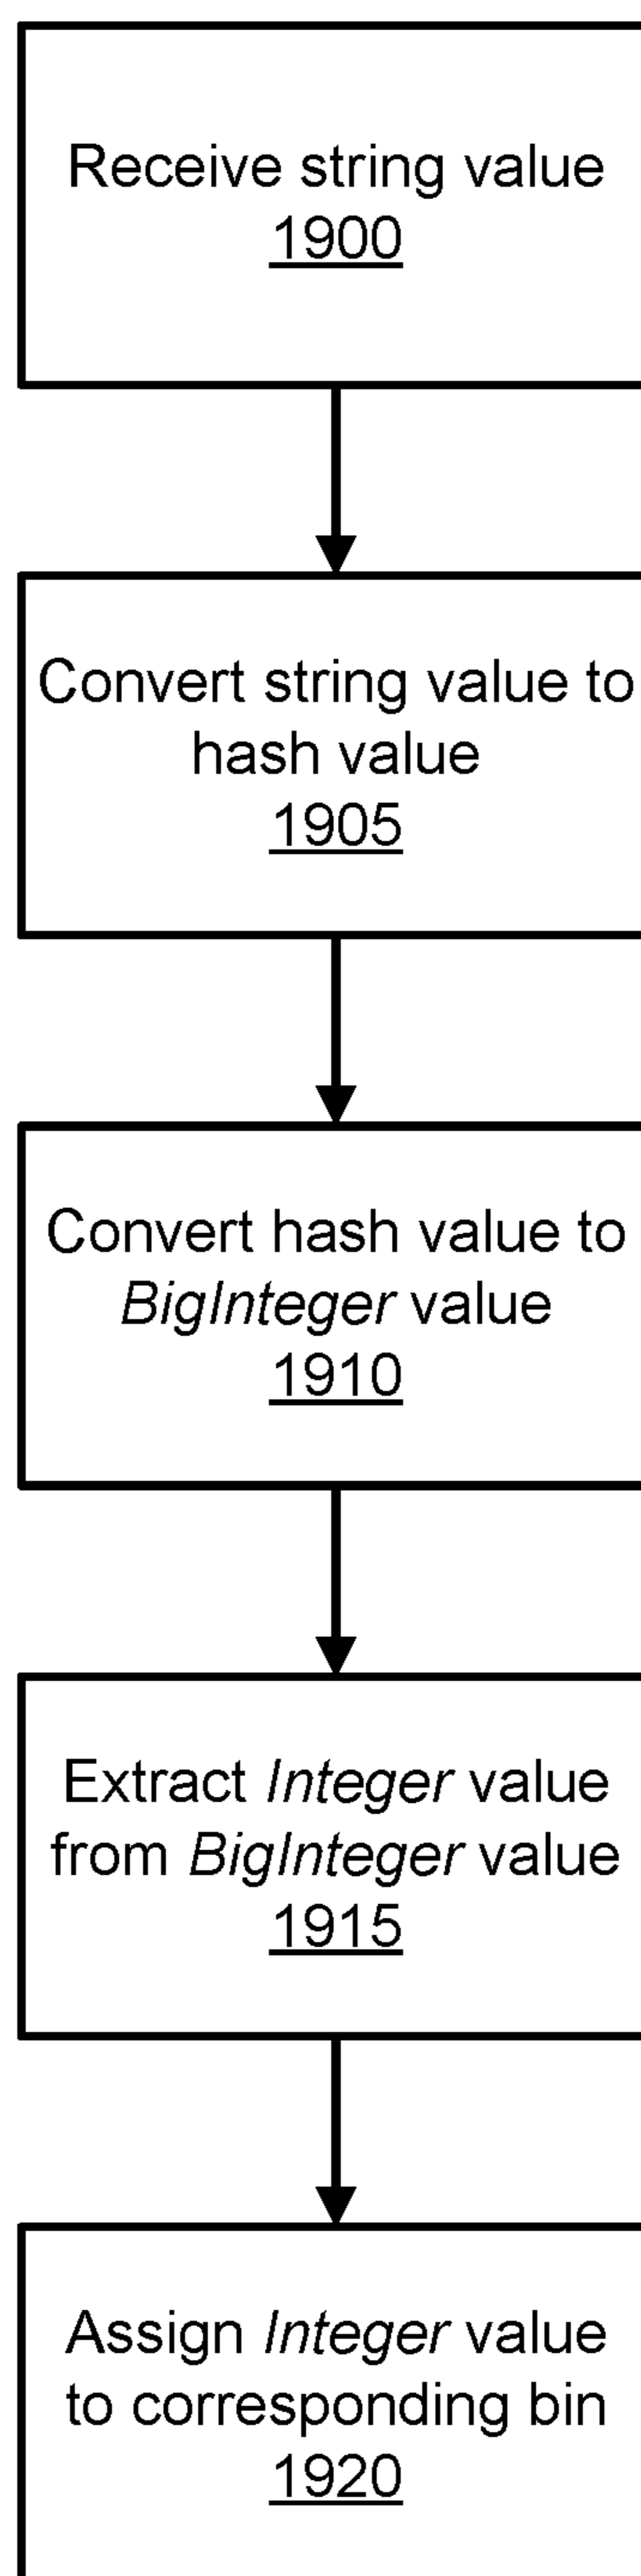 Receive string value
1900
Convert string value to
hash value
1905
Convert hash value to
BigInteger value
1910
Extract Integer value
from BigInteger value
1915
Assign Integer value
to corresponding bin
1920